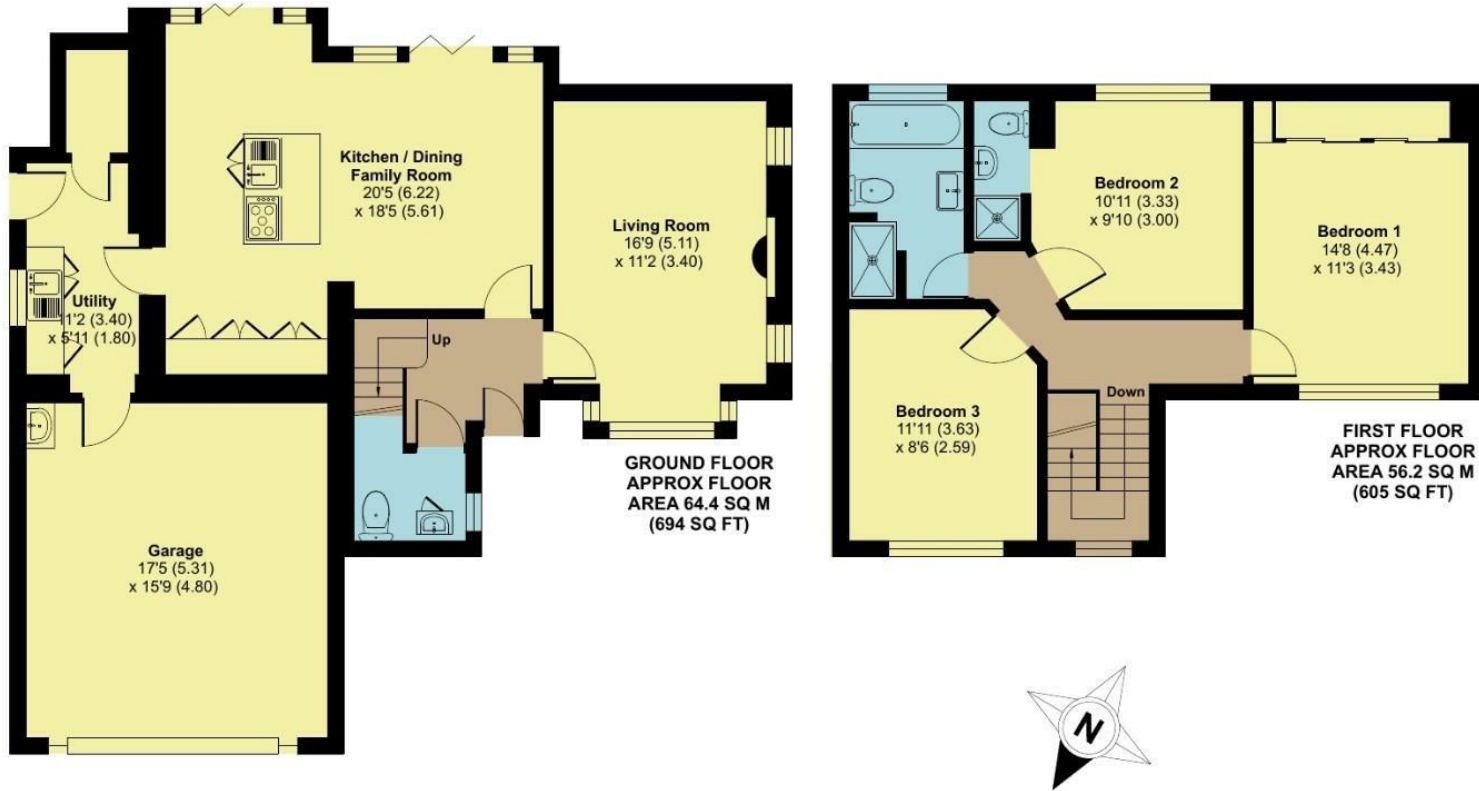 Kitchen / Dining
Family Room
20'5 (6.22)
x 18'5 (5.61)
Living Room
16'9 (5.11)
x 11'2 (3.40)
Utility
11'2 (3.40)
x 5'11 (1.80)
Up
Garage
17'5 (5.31)
x 15'9 (4.80)
GROUND FLOOR
APPROX FLOOR
AREA 64.4 SQ M
(694 SQ FT)
Bedroom 2
10'11 (3.33)
x 9'10 (3.00)
Bedroom 1
14'8 (4.47)
x 11'3 (3.43)
Bedroom 3
11'11 (3.63)
x 8'6 (2.59)
Down
FIRST FLOOR
APPROX FLOOR
AREA 56.2 SQ M
(605 SQ FT)
N